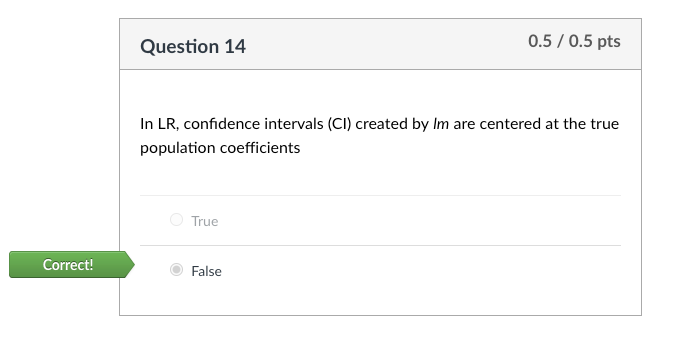 Question 14
0.5 / 0.5 pts
In LR, confidence intervals (CI) created by lm are centered at the true
population coefficients
True
Correct!
False